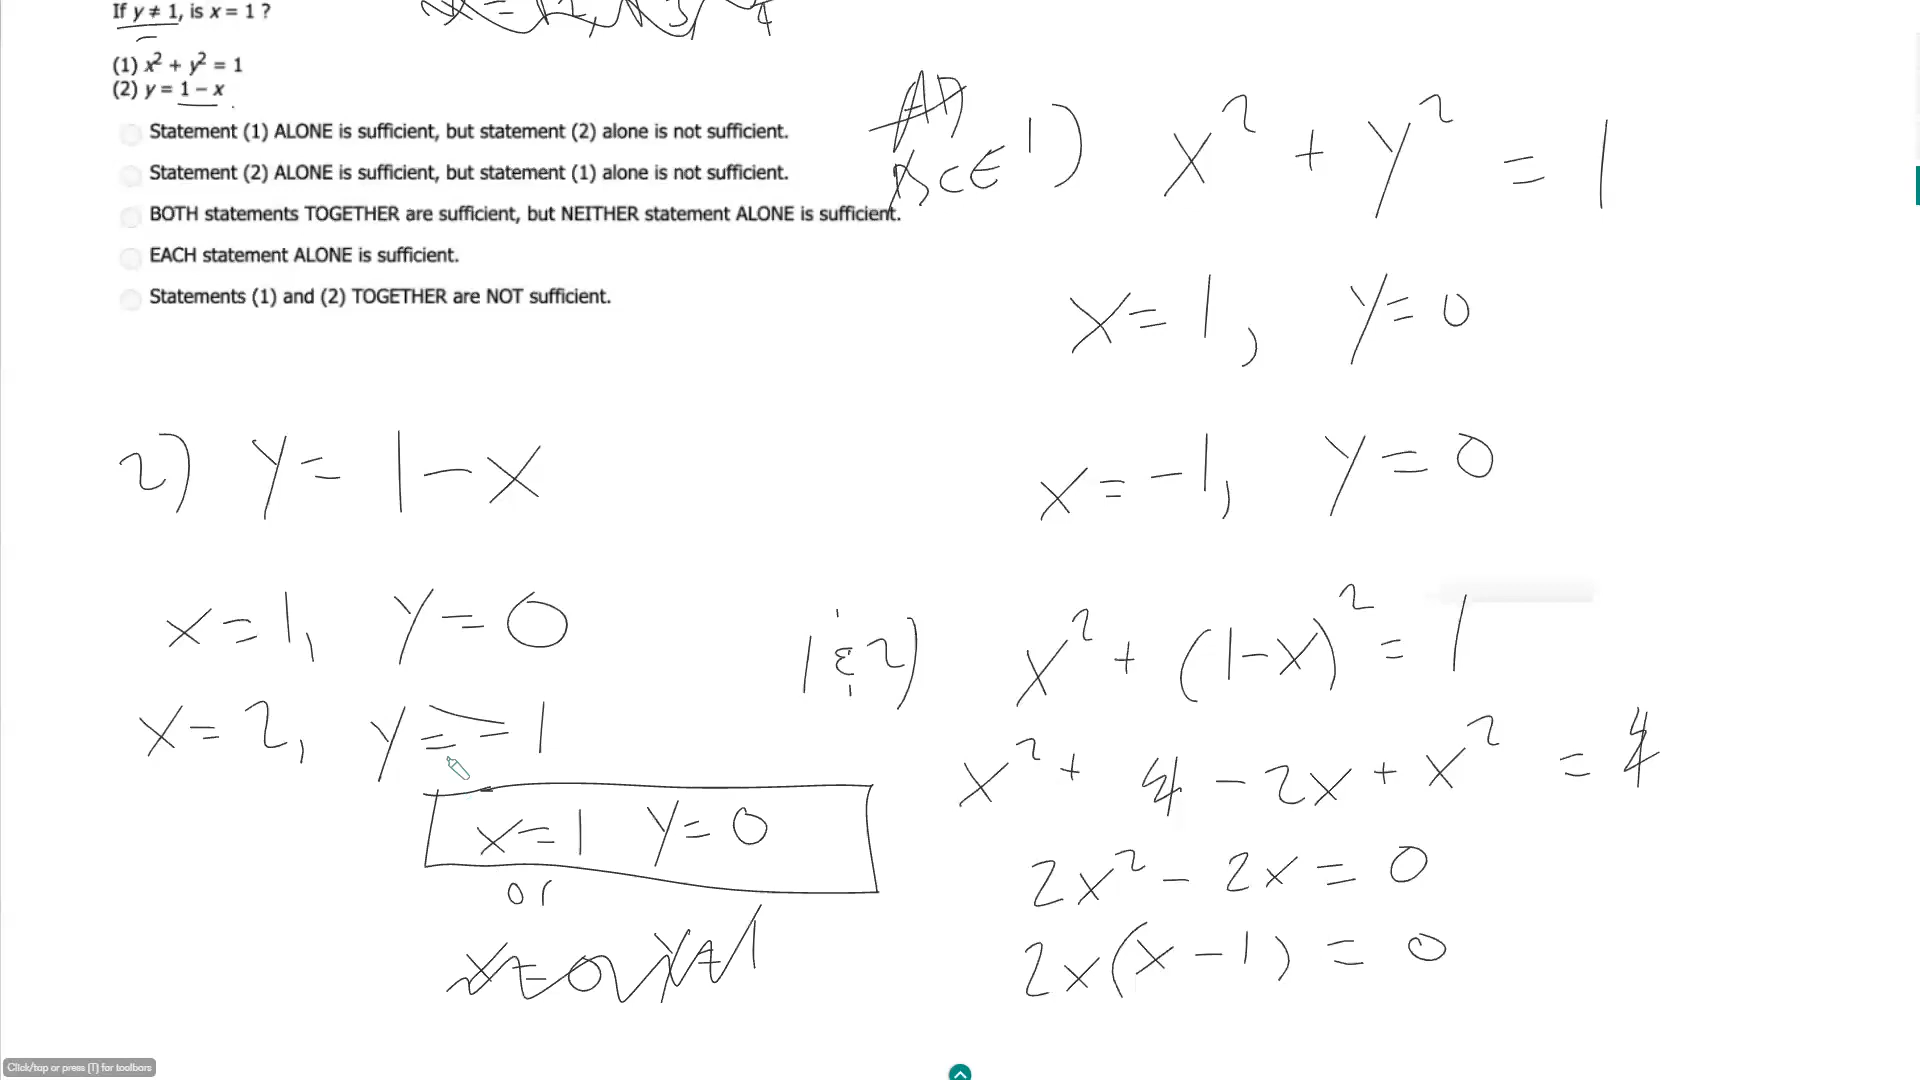 If y ≠ 1, is x = 1 ?
(1) x² + y² = 1
(2) y = 1 – x
Statement (1) ALONE is sufficient, but statement (2) alone is not sufficient.
Statement (2) ALONE is sufficient, but statement (1) alone is not sufficient.
BOTH statements TOGETHER are sufficient, but NEITHER statement ALONE is sufficient.
EACH statement ALONE is sufficient.
Statements (1) and (2) TOGETHER are NOT sufficient.
AD
BCE
1) x² + y² = 1
x = 1, y = 0
x = -1, y = 0
2) y = 1 - x
x = 1, y = 0
x = 2, y = -1
1 & 2) x² + (1-x)² = 1
x² + 1 - 2x + x² = 1
2x² - 2x = 0
2x(x - 1) = 0
x = 1 y = 0
or
x = 0 y = 1
Click/tap or press [T] for toolbars